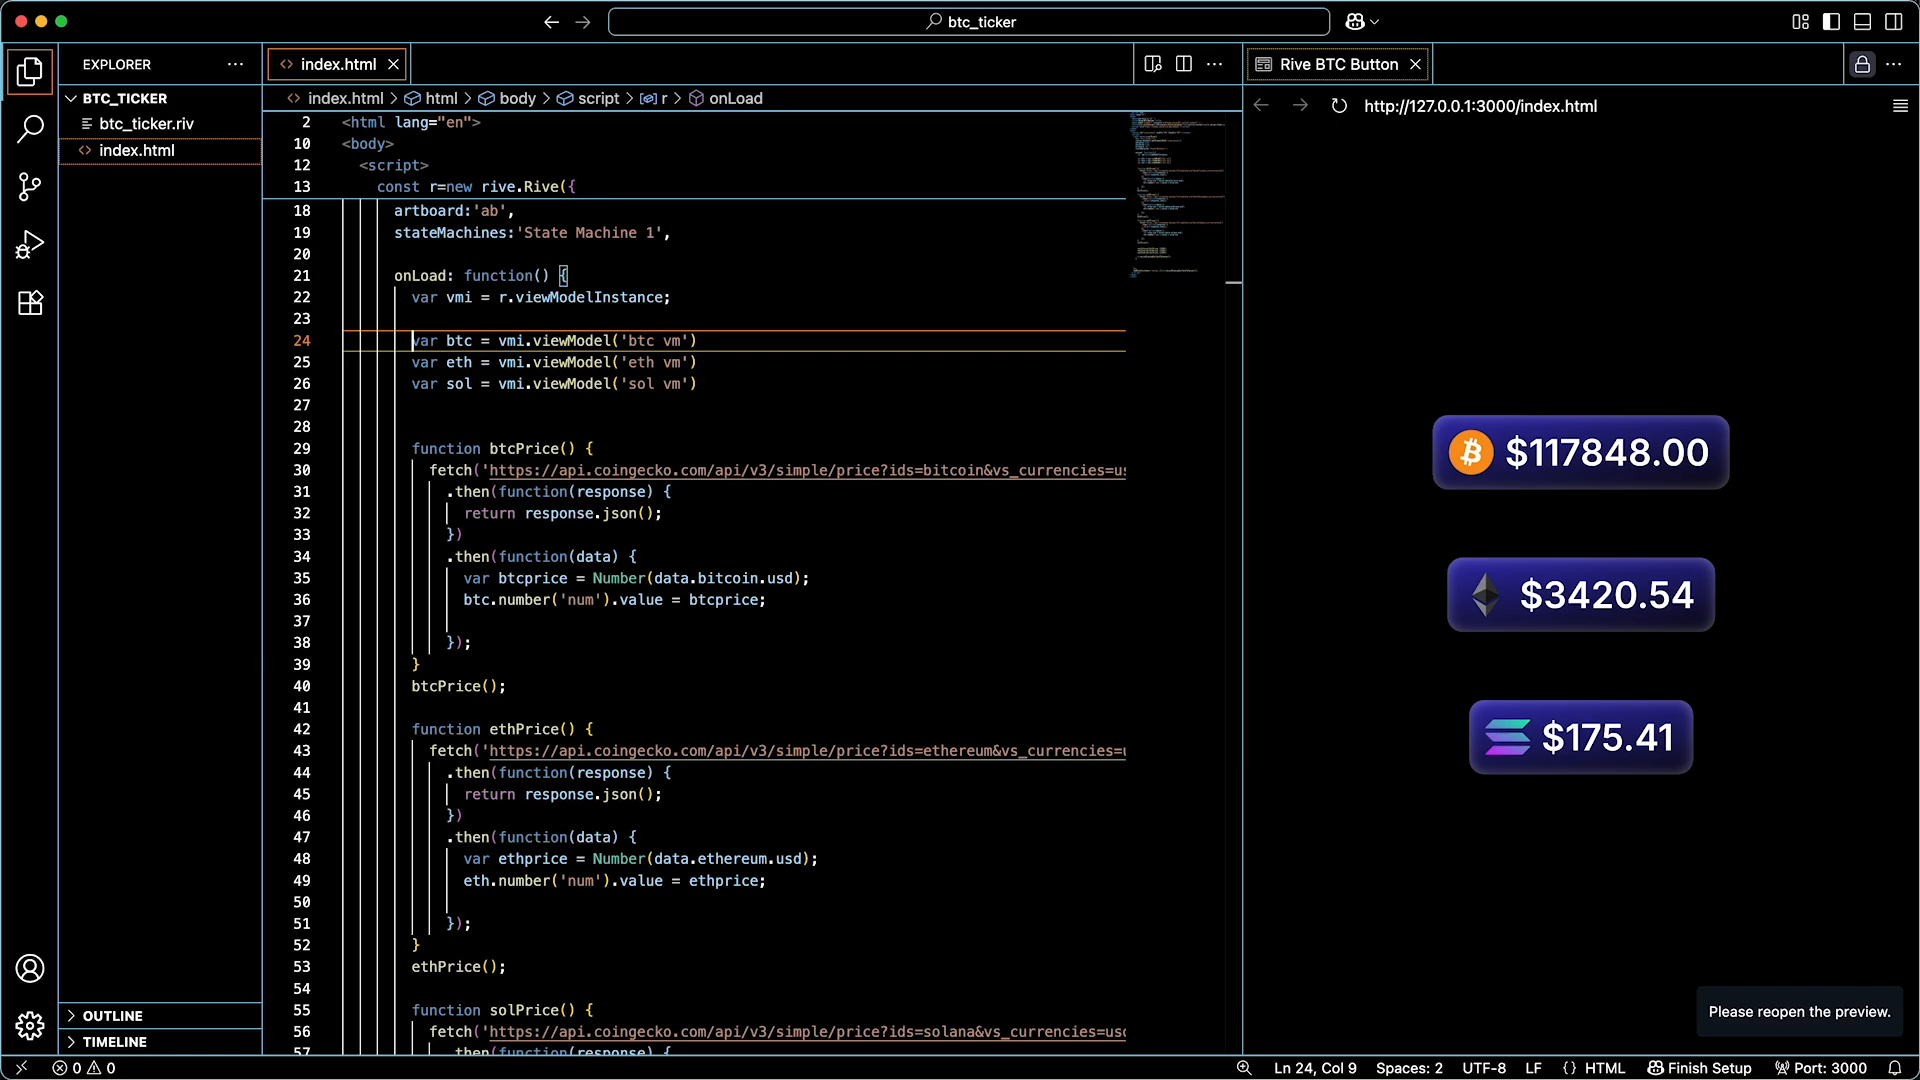 btc_ticker
EXPLORER
BTC_TICKER
btc_ticker.riv
index.html
OUTLINE
TIMELINE
index.html
index.html > html > body > script > r > onLoad
2 <html lang="en">
10 <body>
12 <script>
13 const r=new rive.Rive({
18 artboard:'ab',
19 stateMachines:'State Machine 1',
20
21 onLoad: function() {
22 var vmi = r.viewModelInstance;
23
24 var btc = vmi.viewModel('btc vm')
25 var eth = vmi.viewModel('eth vm')
26 var sol = vmi.viewModel('sol vm')
27
28
29 function btcPrice() {
30 fetch('https://api.coingecko.com/api/v3/simple/price?ids=bitcoin&vs_currencies=us
31 .then(function(response) {
32 return response.json();
33 })
34 .then(function(data) {
35 var btcprice = Number(data.bitcoin.usd);
36 btc.number('num').value = btcprice;
37
38 });
39 }
40 btcPrice();
41
42 function ethPrice() {
43 fetch('https://api.coingecko.com/api/v3/simple/price?ids=ethereum&vs_currencies=u
44 .then(function(response) {
45 return response.json();
46 })
47 .then(function(data) {
48 var ethprice = Number(data.ethereum.usd);
49 eth.number('num').value = ethprice;
50
51 });
52 }
53 ethPrice();
54
55 function solPrice() {
56 fetch('https://api.coingecko.com/api/v3/simple/price?ids=solana&vs_currencies=usd
57 .then(function(response) {
Rive BTC Button
http://127.0.0.1:3000/index.html
$117848.00
$3420.54
$175.41
Please reopen the preview.
0 0
Ln 24, Col 9 Spaces: 2 UTF-8 LF {} HTML Finish Setup Port: 3000